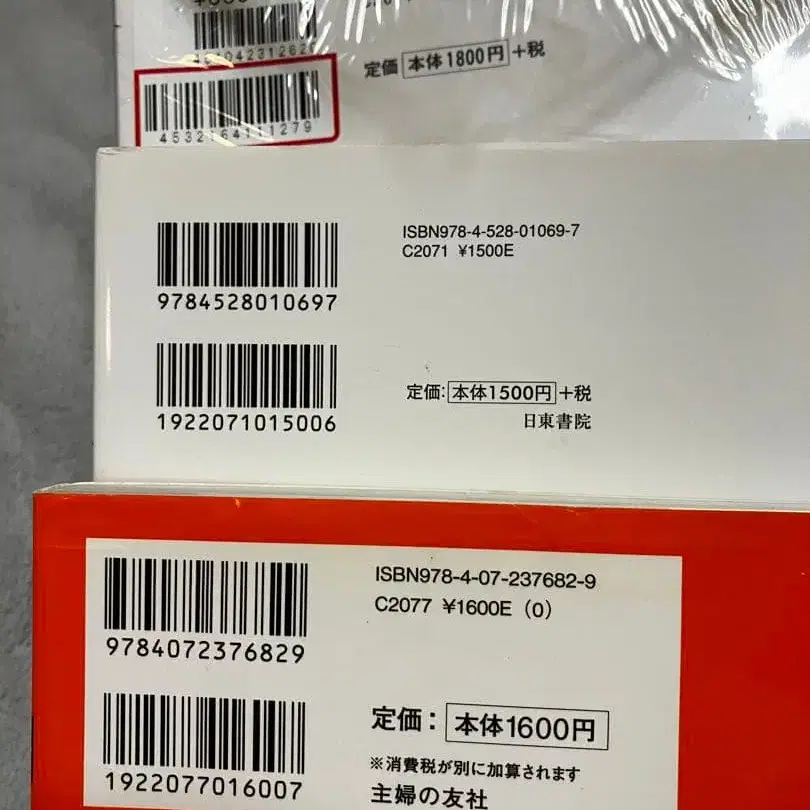 定価 本体1800円 +税
ISBN978-4-528-01069-7
C2071 ¥1500E
9784528010697
定価: 本体1500円 +税
1922071015006
日東書院
ISBN978-4-07-237682-9
C2077 ¥1600E (0)
9784072376829
定価: 本体1600円
※消費税が別に加算されます
1922077016007
主婦の友社